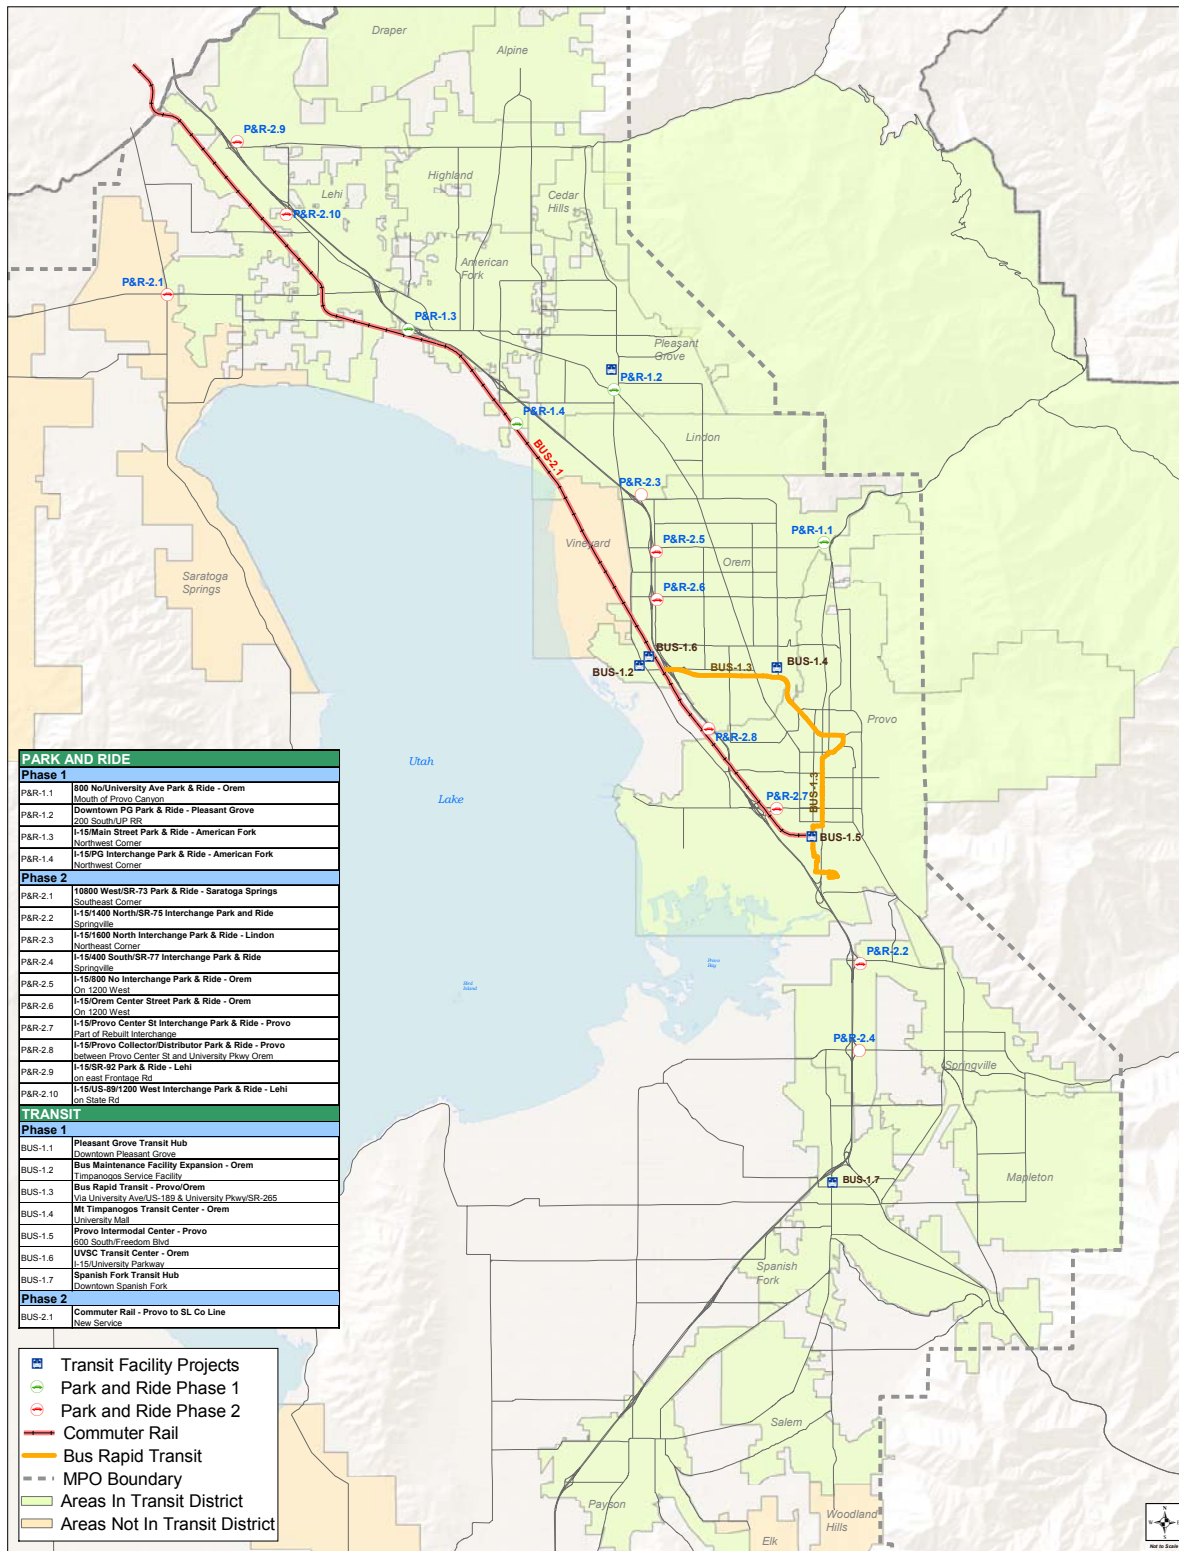 Draper
Alpine
P&R-2.9
Highland
Lehi
Cedar
Hills
P&R-2.10
American
Fork
P&R-2.1
P&R-1.3
Pleasant
Grove
P&R-1.2
P&R-1.4
Lindon
BUS-2.1
P&R-2.3
P&R-1.1
Vineyard
P&R-2.5
Orem
Saratoga
Springs
P&R-2.6
BUS-1.6
BUS-1.2
BUS-1.3
BUS-1.4
Provo
P&R-2.8
Utah
Lake
BUS-1.3
P&R-2.7
BUS-1.5
P&R-2.2
Provo
Bay
Bird
Island
P&R-2.4
Springville
Mapleton
BUS-1.7
Spanish
Fork
Salem
Payson
Woodland
Hills
Elk
PARK AND RIDE
Phase 1
P&R-1.1 800 No/University Ave Park & Ride - Orem
Mouth of Provo Canyon
P&R-1.2 Downtown PG Park & Ride - Pleasant Grove
200 South/UP RR
P&R-1.3 I-15/Main Street Park & Ride - American Fork
Northwest Corner
P&R-1.4 I-15/PG Interchange Park & Ride - American Fork
Northwest Corner
Phase 2
P&R-2.1 10800 West/SR-73 Park & Ride - Saratoga Springs
Southeast Corner
P&R-2.2 I-15/1400 North/SR-75 Interchange Park and Ride
Springville
P&R-2.3 I-15/1600 North Interchange Park & Ride - Lindon
Northeast Corner
P&R-2.4 I-15/400 South/SR-77 Interchange Park & Ride
Springville
P&R-2.5 I-15/800 No Interchange Park & Ride - Orem
On 1200 West
P&R-2.6 I-15/Orem Center Street Park & Ride - Orem
On 1200 West
P&R-2.7 I-15/Provo Center St Interchange Park & Ride - Provo
Part of Rebuilt Interchange
P&R-2.8 I-15/Provo Collector/Distributor Park & Ride - Provo
between Provo Center St and University Pkwy Orem
P&R-2.9 I-15/SR-92 Park & Ride - Lehi
on east Frontage Rd
P&R-2.10 I-15/US-89/1200 West Interchange Park & Ride - Lehi
on State Rd
TRANSIT
Phase 1
BUS-1.1 Pleasant Grove Transit Hub
Downtown Pleasant Grove
BUS-1.2 Bus Maintenance Facility Expansion - Orem
Timpanogos Service Facility
BUS-1.3 Bus Rapid Transit - Provo/Orem
Via University Ave/US-189 & University Pkwy/SR-265
BUS-1.4 Mt Timpanogos Transit Center - Orem
University Mall
BUS-1.5 Provo Intermodal Center - Provo
600 South/Freedom Blvd
BUS-1.6 UVSC Transit Center - Orem
I-15/University Parkway
BUS-1.7 Spanish Fork Transit Hub
Downtown Spanish Fork
Phase 2
BUS-2.1 Commuter Rail - Provo to SL Co Line
New Service
Transit Facility Projects
Park and Ride Phase 1
Park and Ride Phase 2
Commuter Rail
Bus Rapid Transit
MPO Boundary
Areas In Transit District
Areas Not In Transit District
N
W E
S
Not to Scale